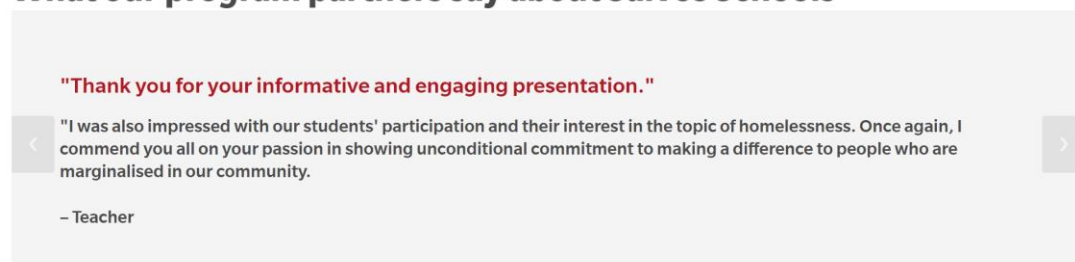 "Thank you for your informative and engaging presentation."
"I was also impressed with our students' participation and their interest in the topic of homelessness. Once again, I
commend you all on your passion in showing unconditional commitment to making a difference to people who are
marginalised in our community.
– Teacher